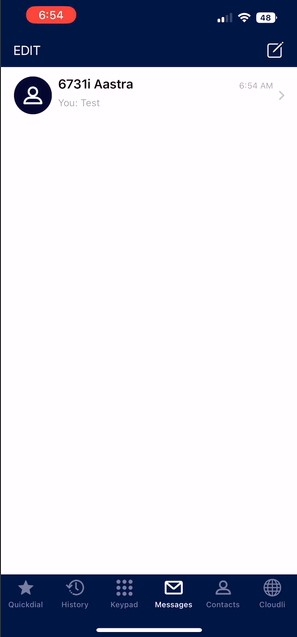 6:54
48
EDIT
6731i Aastra
6:54 AM
You: Test
Quickdial
History
Keypad
Messages
Contacts
Cloudli